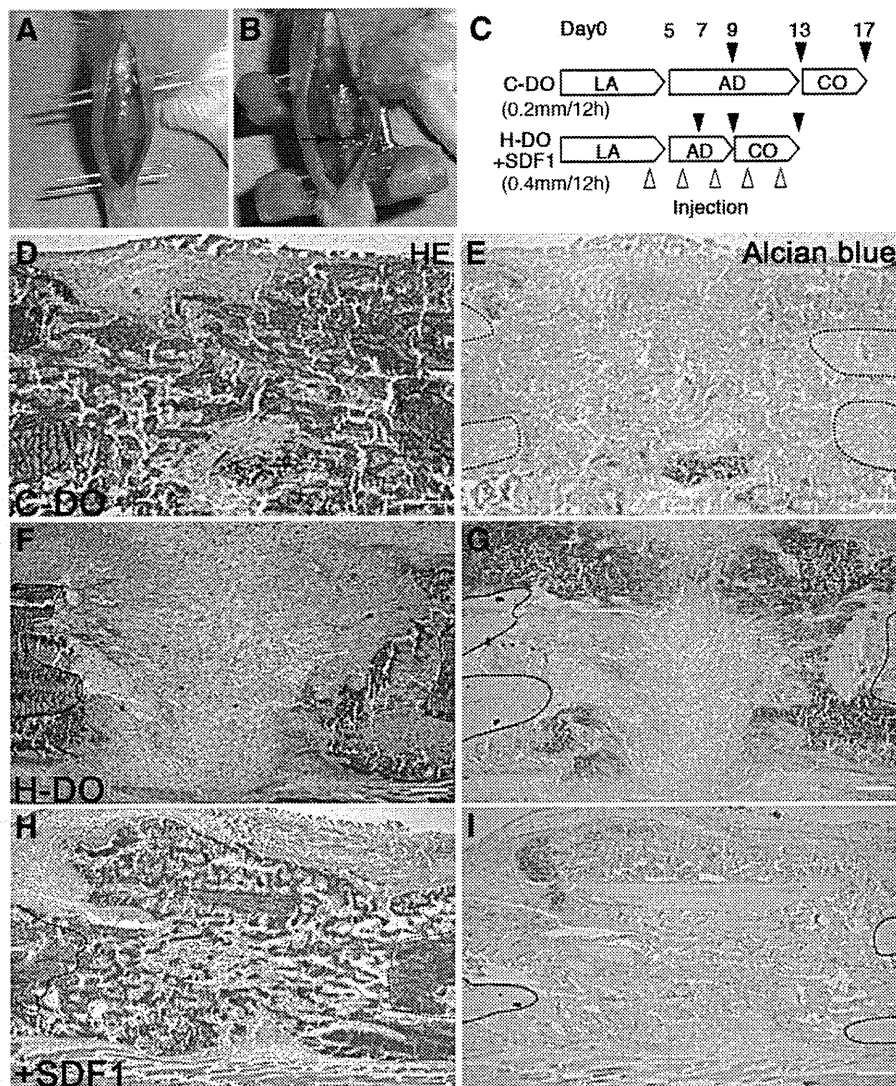 A
B
C
Day0 5 7 9 13 17
C-DO LA AD CO
(0.2mm/12h)
H-DO
+SDF1 LA AD CO
(0.4mm/12h)
Injection
D HE
E Alcian blue
C-DO
F
G
H-DO
H
I
+SDF1